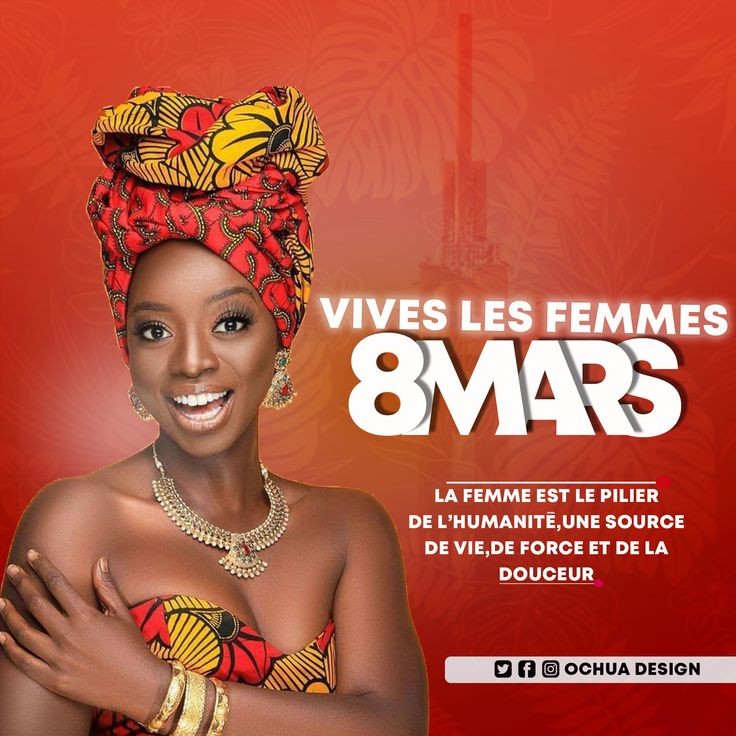 VIVES LES FEMMES
8MARS
LA FEMME EST LE PILIER
DE L'HUMANITĒ,UNE SOURCE
DE VIE,DE FORCE ET DE LA
DOUCEUR
OCHUA DESIGN